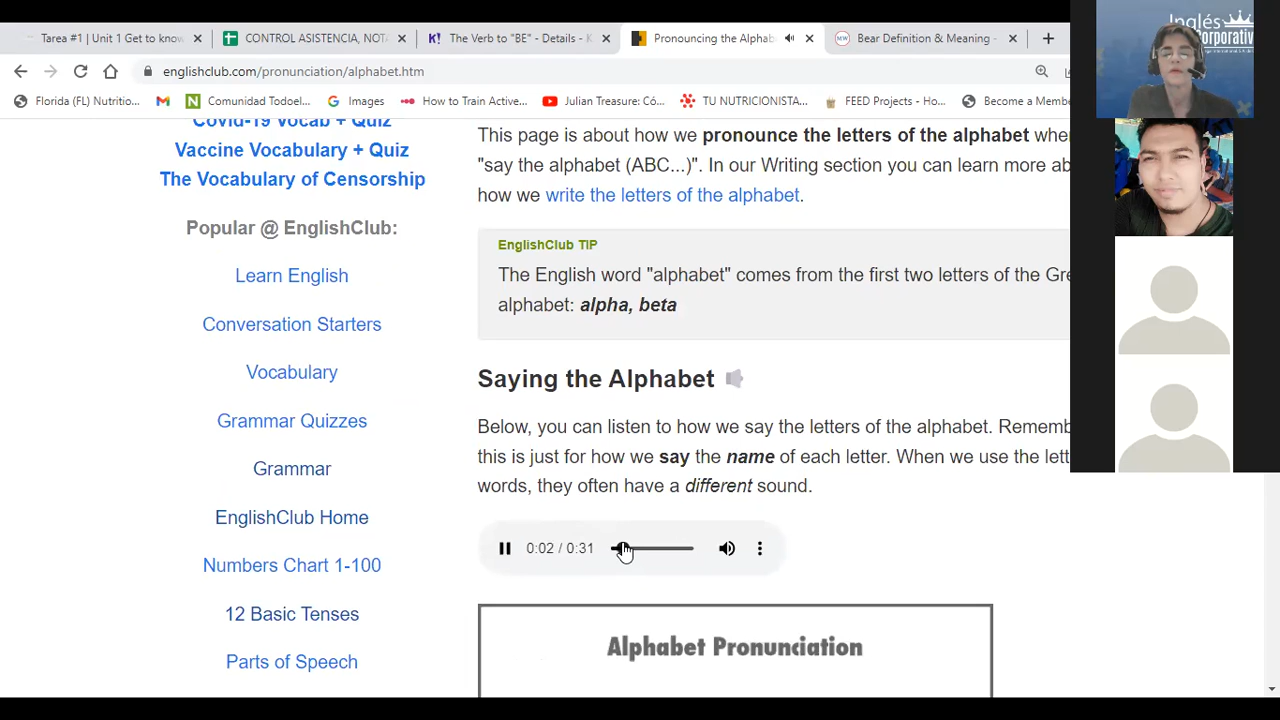 Tarea #1 | Unit 1 Get to know
CONTROL ASISTENCIA, NOTA
K! The Verb to "BE" - Details - K
Pronouncing the Alphab
Bear Definition & Meaning -
englishclub.com/pronunciation/alphabet.htm
Florida (FL) Nutritio...
Comunidad Todoel...
Images
How to Train Active...
Julian Treasure: Có...
TU NUTRICIONISTA...
FEED Projects - Ho...
Become a Membe
Inglés
Corporativ
Covid-19 Vocab + Quiz
Vaccine Vocabulary + Quiz
The Vocabulary of Censorship
Popular @ EnglishClub:
Learn English
Conversation Starters
Vocabulary
Grammar Quizzes
Grammar
EnglishClub Home
Numbers Chart 1-100
12 Basic Tenses
Parts of Speech
This page is about how we pronounce the letters of the alphabet whe
"say the alphabet (ABC...)". In our Writing section you can learn more ab
how we write the letters of the alphabet.
EnglishClub TIP
The English word "alphabet" comes from the first two letters of the Gre
alphabet: alpha, beta
Saying the Alphabet
Below, you can listen to how we say the letters of the alphabet. Rememb
this is just for how we say the name of each letter. When we use the lett
words, they often have a different sound.
0:02 / 0:31
Alphabet Pronunciation